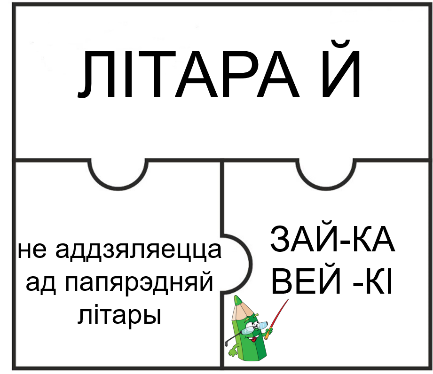 ЛІТАРА Й
не аддзяляецца
ад папярэдняй
літары
ЗАЙ-КА
ВЕЙ -КІ